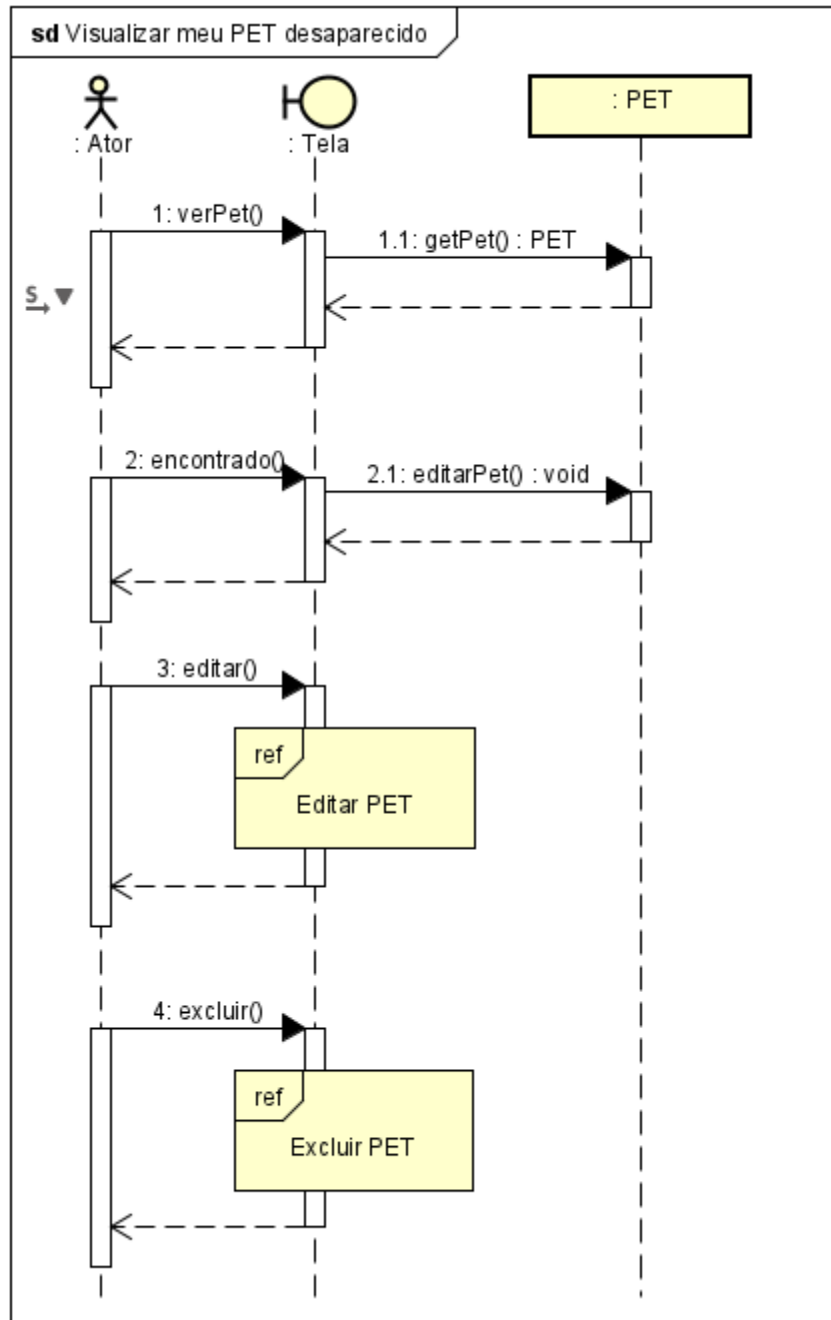 sd Visualizar meu PET desaparecido
: Ator
: Tela
: PET
1: verPet()
1.1: getPet() : PET
S
2: encontrado()
2.1: editarPet() : void
3: editar()
ref
Editar PET
4: excluir()
ref
Excluir PET